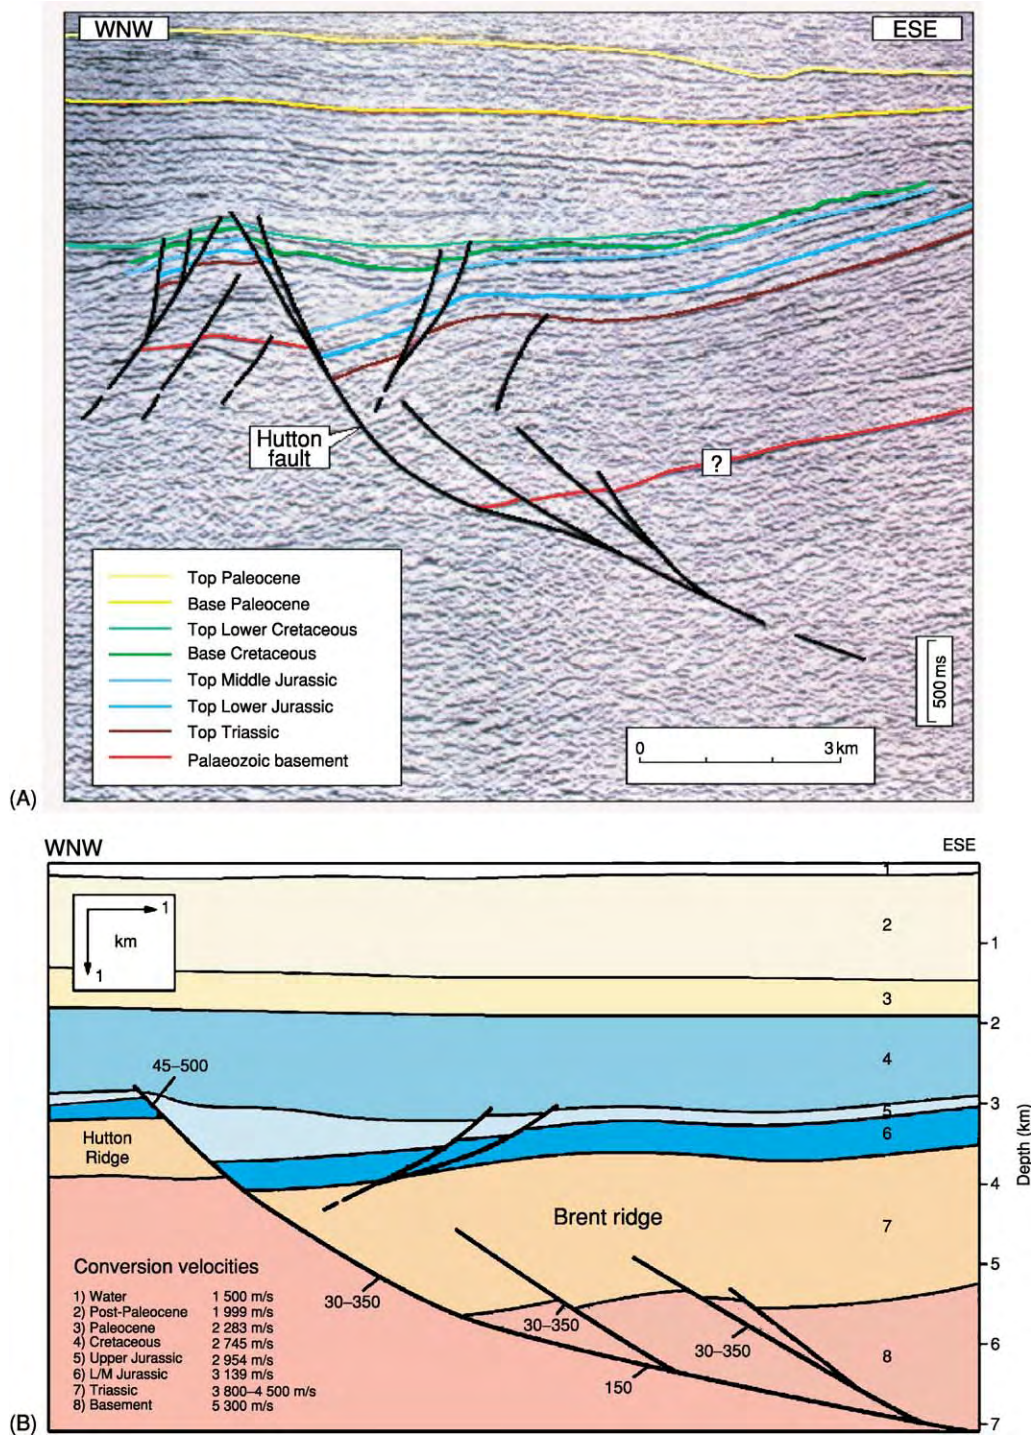 WNW
ESE
Hutton
fault
?
Top Paleocene
Base Paleocene
Top Lower Cretaceous
Base Cretaceous
Top Middle Jurassic
Top Lower Jurassic
Top Triassic
Palaeozoic basement
500 ms
0 3 km
(A)
WNW
ESE
1
km
1
1
2
3
4
5
6
7
8
1
2
3
4
5
6
7
Depth (km)
45–500
Hutton
Ridge
Brent ridge
30–350
30–350
30–350
150
Conversion velocities
1) Water 1 500 m/s
2) Post-Paleocene 1 999 m/s
3) Paleocene 2 283 m/s
4) Cretaceous 2 745 m/s
5) Upper Jurassic 2 954 m/s
6) L/M Jurassic 3 139 m/s
7) Triassic 3 800–4 500 m/s
8) Basement 5 300 m/s
(B)